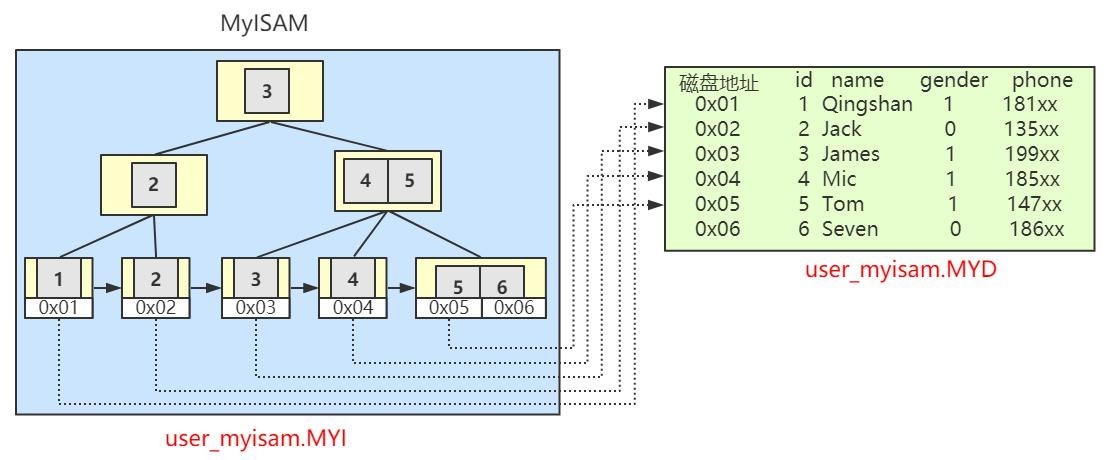 MyISAM
3
2
4 5
1 2 3 4 5 6
0x01 0x02 0x03 0x04 0x05 0x06
user_myisam.MYI
磁盘地址 id name gender phone
0x01 1 Qingshan 1 181xx
0x02 2 Jack 0 135xx
0x03 3 James 1 199xx
0x04 4 Mic 1 185xx
0x05 5 Tom 1 147xx
0x06 6 Seven 0 186xx
user_myisam.MYD